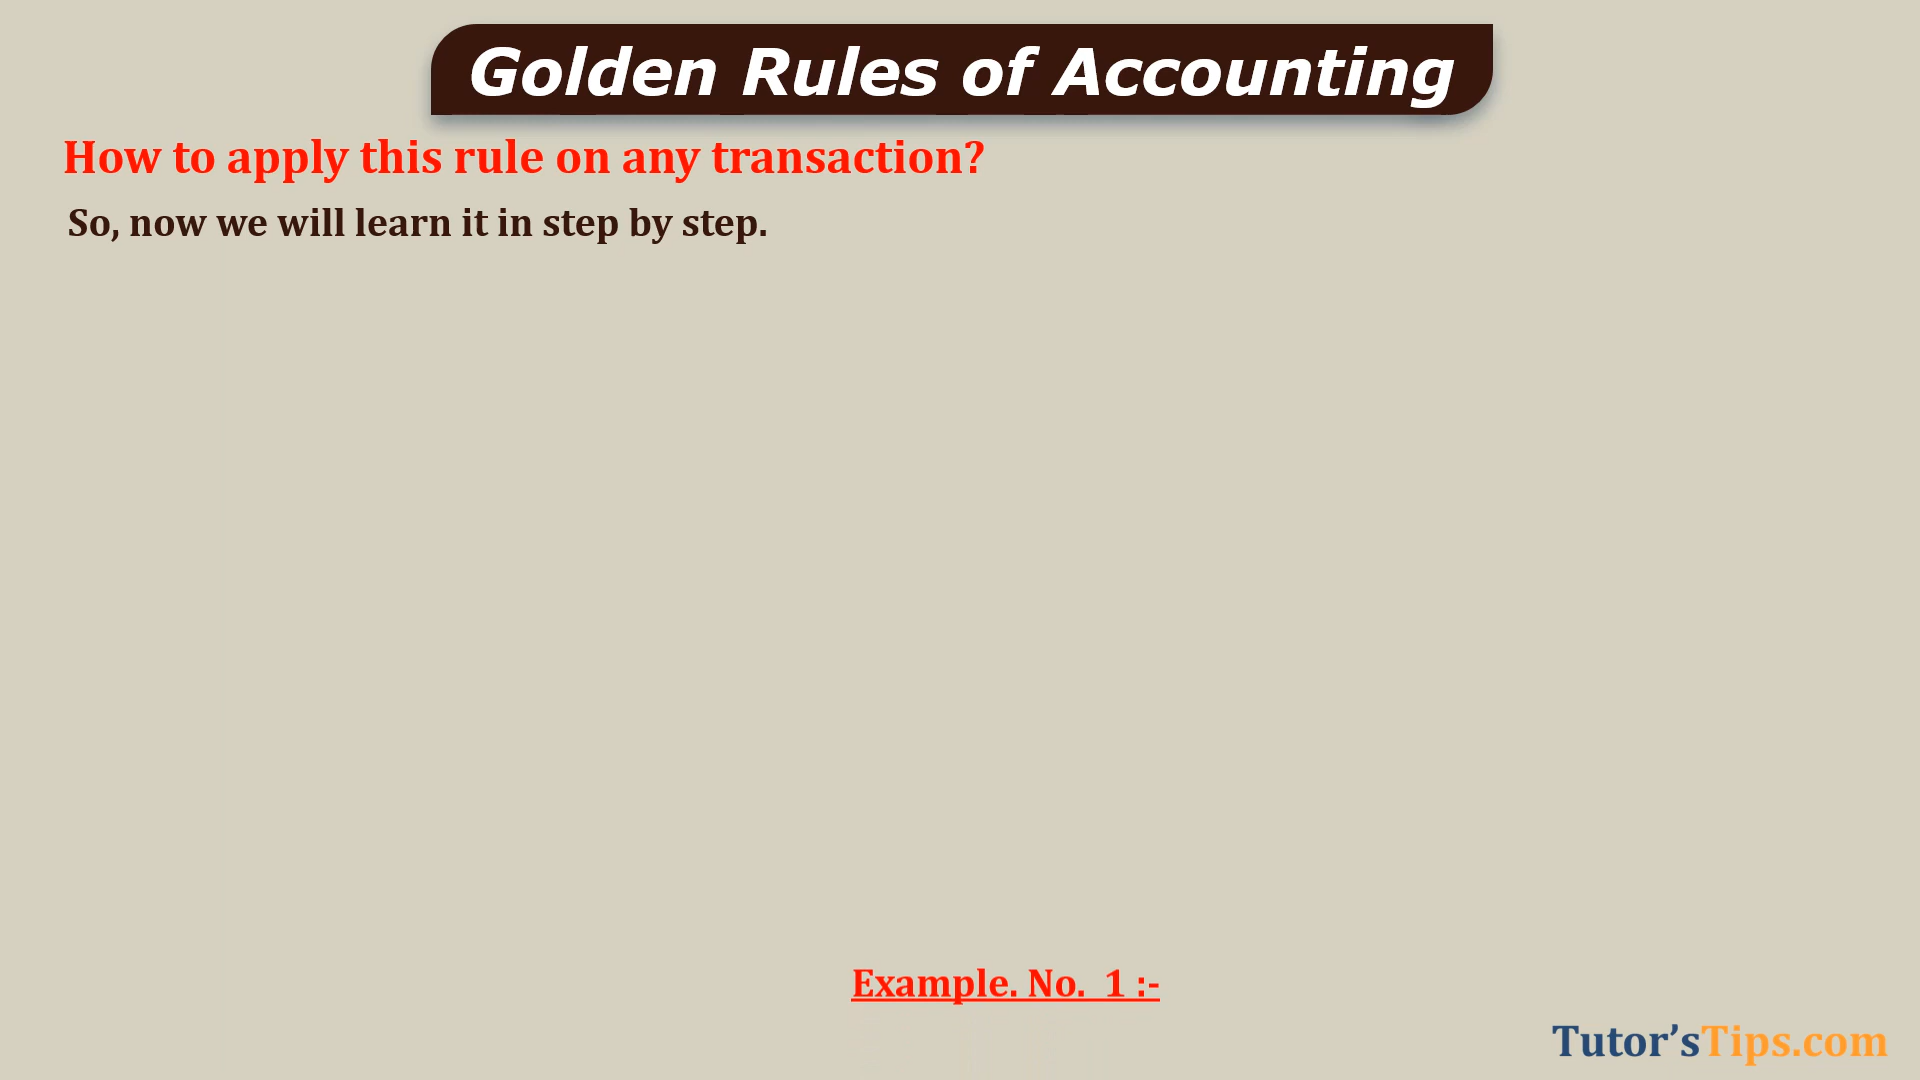 Golden Rules of Accounting
How to apply this rule on any transaction?
So, now we will learn it in step by step.
Example. No.  1 :-
Tutor’sTips.com